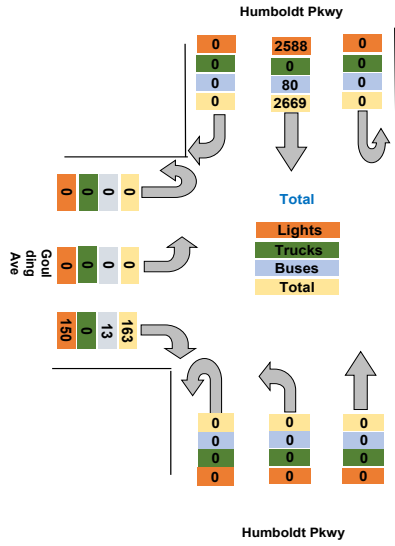 Humboldt Pkwy
0 2588 0
0 0 0
0 80 0
0 2669 0
0 0 0 0
Total
Goul
ding
Ave
0 0 0 0
Lights
Trucks
Buses
Total
150 0 13 163
0 0 0
0 0 0
0 0 0
0 0 0
Humboldt Pkwy